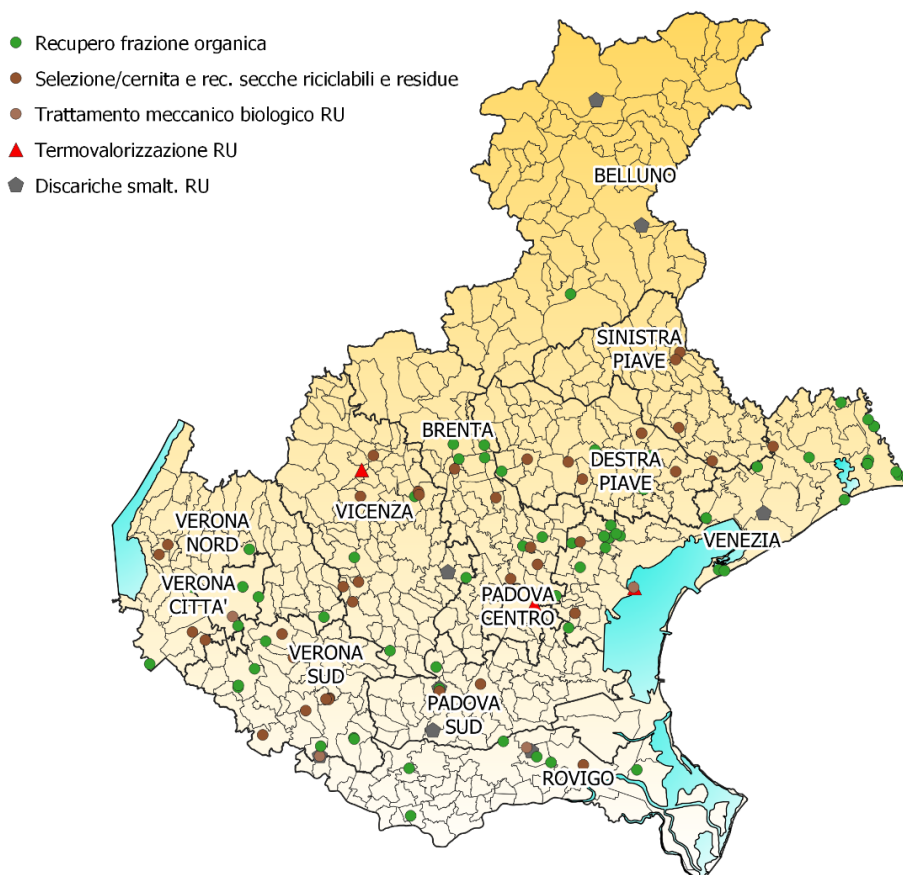 Recupero frazione organica
Selezione/cernita e rec. secche riciclabili e residue
Trattamento meccanico biologico RU
Termovalorizzazione RU
Discariche smalt. RU
BELLUNO
SINISTRA
PIAVE
BRENTA
DESTRA
PIAVE
VICENZA
VERONA
NORD
VENEZIA
VERONA
CITTA'
PADOVA
CENTRO
VERONA
SUD
PADOVA
SUD
ROVIGO